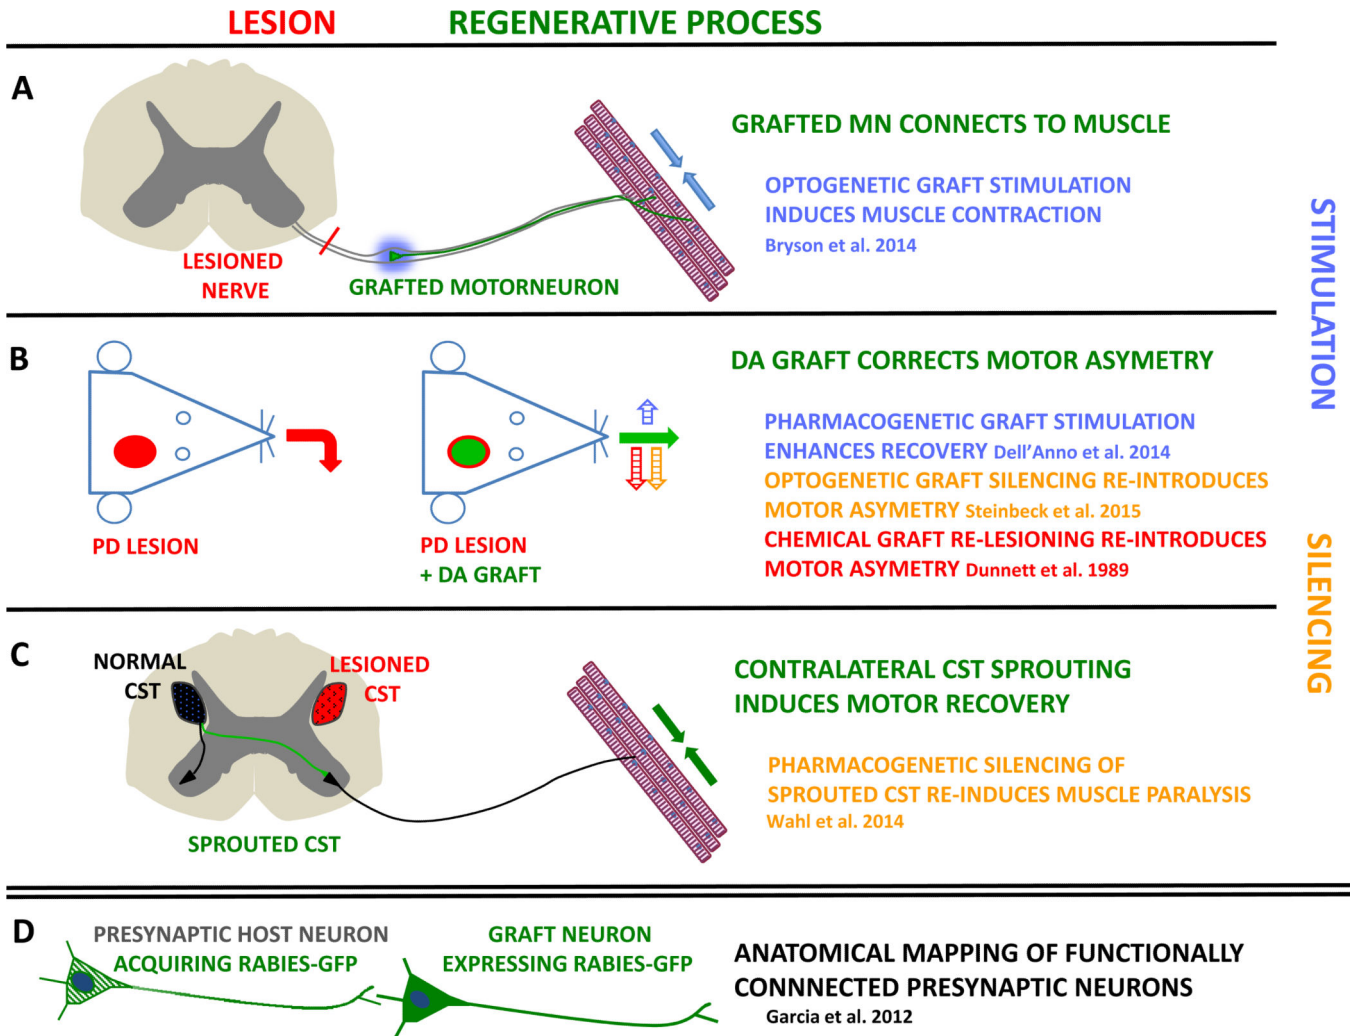 LESION REGENERATIVE PROCESS
A
LESIONED
NERVE
GRAFTED MOTORNEURON
GRAFTED MN CONNECTS TO MUSCLE
OPTOGENETIC GRAFT STIMULATION
INDUCES MUSCLE CONTRACTION
Bryson et al. 2014
STIMULATION
B
PD LESION
PD LESION
+ DA GRAFT
DA GRAFT CORRECTS MOTOR ASYMETRY
PHARMACOGENETIC GRAFT STIMULATION
ENHANCES RECOVERY Dell'Anno et al. 2014
OPTOGENETIC GRAFT SILENCING RE-INTRODUCES
MOTOR ASYMETRY Steinbeck et al. 2015
CHEMICAL GRAFT RE-LESIONING RE-INTRODUCES
MOTOR ASYMETRY Dunnett et al. 1989
SILENCING
C
NORMAL
CST
LESIONED
CST
SPROUTED CST
CONTRALATERAL CST SPROUTING
INDUCES MOTOR RECOVERY
PHARMACOGENETIC SILENCING OF
SPROUTED CST RE-INDUCES MUSCLE PARALYSIS
Wahl et al. 2014
D
PRESYNAPTIC HOST NEURON
ACQUIRING RABIES-GFP
GRAFT NEURON
EXPRESSING RABIES-GFP
ANATOMICAL MAPPING OF FUNCTIONALLY
CONNNECTED PRESYNAPTIC NEURONS
Garcia et al. 2012